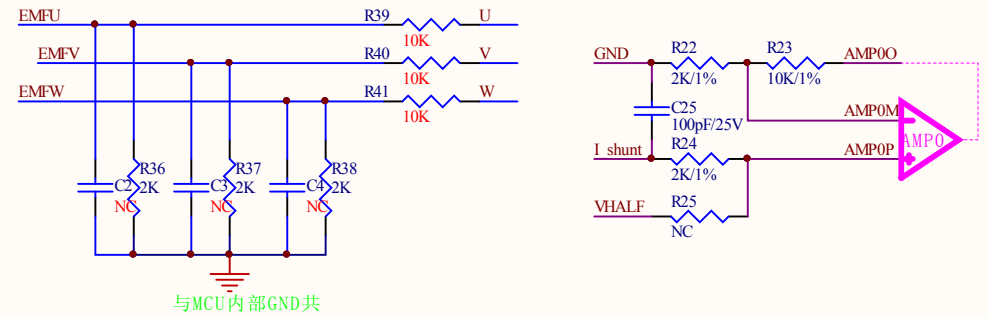 EMFU
R39
U
10K
EMFV
R40
V
10K
EMFW
R41
W
10K
R36
C2
2K
NC
R37
C3
2K
NC
R38
C4
2K
NC
与MCU内部GND共
GND
R22
2K/1%
R23
10K/1%
AMP0O
C25
100pF/25V
AMP0M
AMP0
I_shunt
R24
2K/1%
AMP0P
VHALF
R25
NC